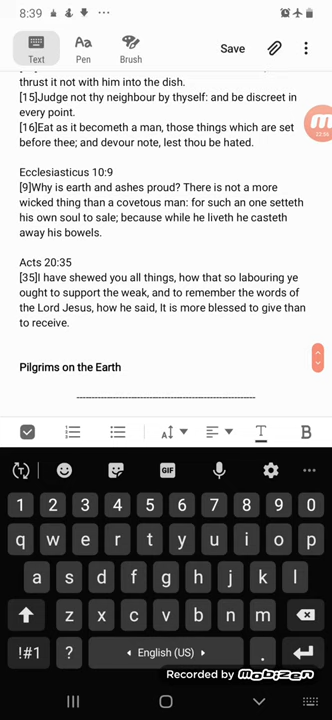 8:39
Text
Pen
Brush
Save
thrust it not with him into the dish.
[15]Judge not thy neighbour by thyself: and be discreet in
every point.
[16]Eat as it becometh a man, those things which are set
before thee; and devour note, lest thou be hated.
Ecclesiasticus 10:9
[9]Why is earth and ashes proud? There is not a more
wicked thing than a covetous man: for such an one setteth
his own soul to sale; because while he liveth he casteth
away his bowels.
Acts 20:35
[35]I have shewed you all things, how that so labouring ye
ought to support the weak, and to remember the words of
the Lord Jesus, how he said, It is more blessed to give than
to receive.
Pilgrims on the Earth
------------------------------------------------------------
A T B
T GIF
1 2 3 4 5 6 7 8 9 0
q w e r t y u i o p
a s d f g h j k l
z x c v b n m
!#1 ? English (US) .
Recorded by mobizen